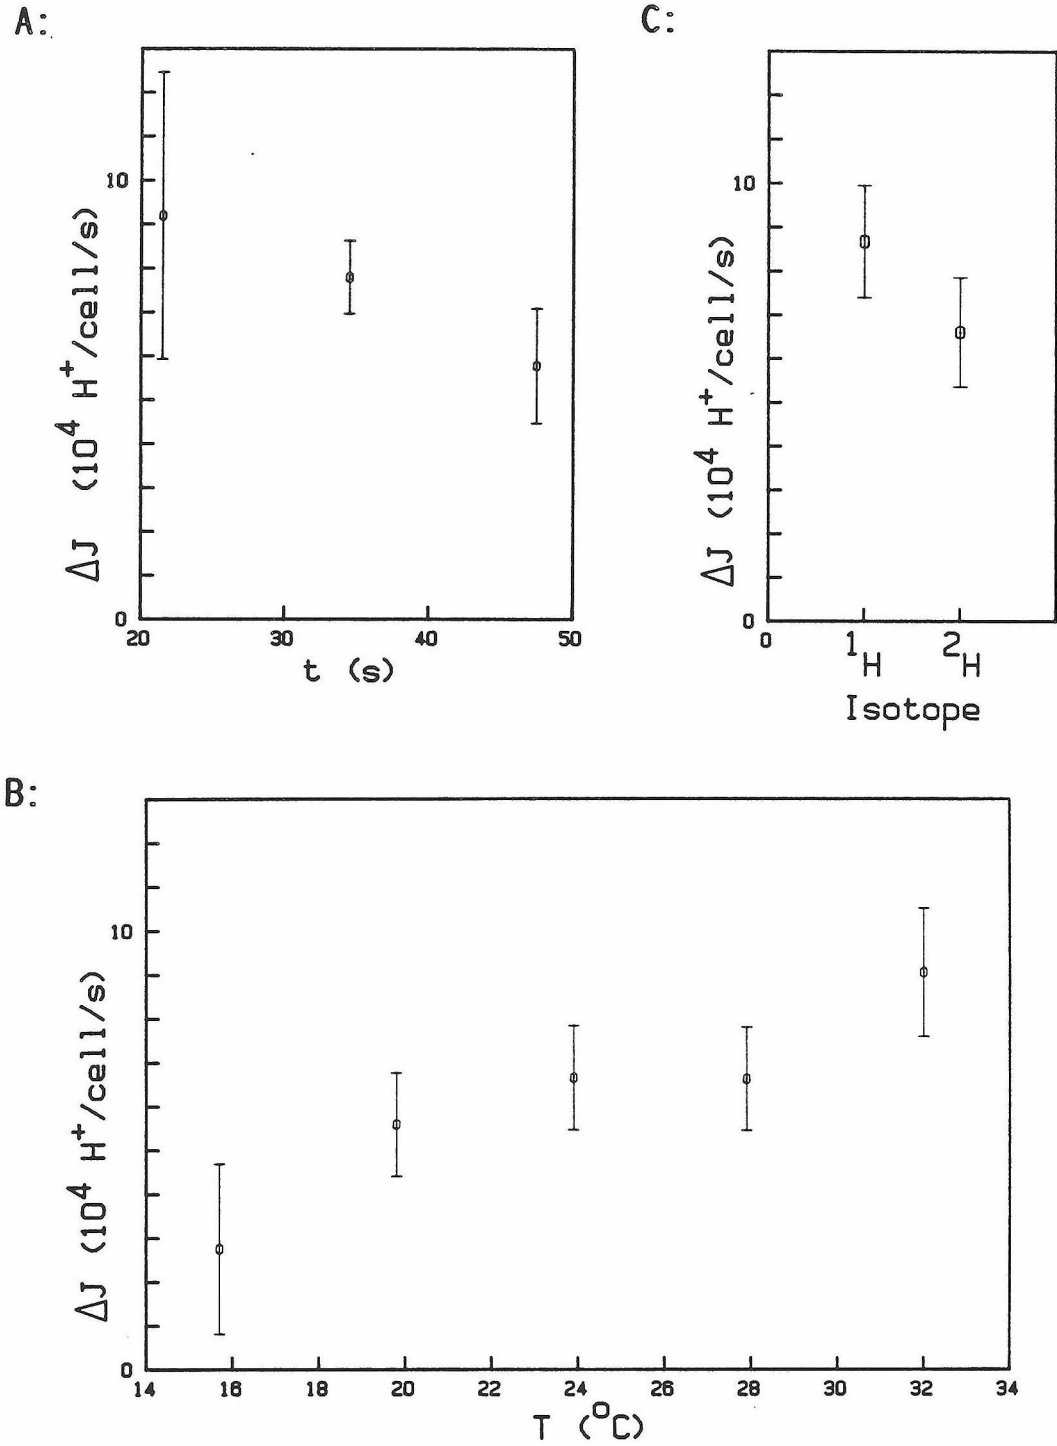 A:
ΔJ (10⁴ H⁺/cell/s)
10
0
20 30 40 50
t (s)
C:
ΔJ (10⁴ H⁺/cell/s)
10
0
0 ¹H ²H
Isotope
B:
ΔJ (10⁴ H⁺/cell/s)
10
0
14 16 18 20 22 24 26 28 30 32 34
T (°C)